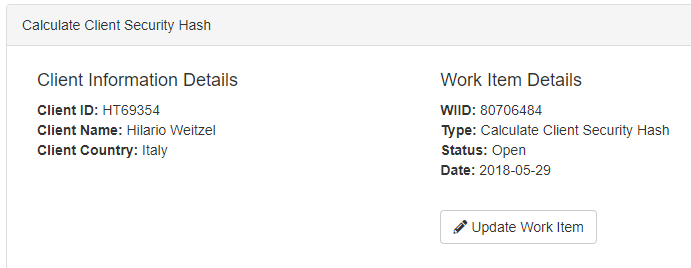 Calculate Client Security Hash
Client Information Details
Client ID: HT69354
Client Name: Hilario Weitzel
Client Country: Italy
Work Item Details
WIID: 80706484
Type: Calculate Client Security Hash
Status: Open
Date: 2018-05-29
Update Work Item